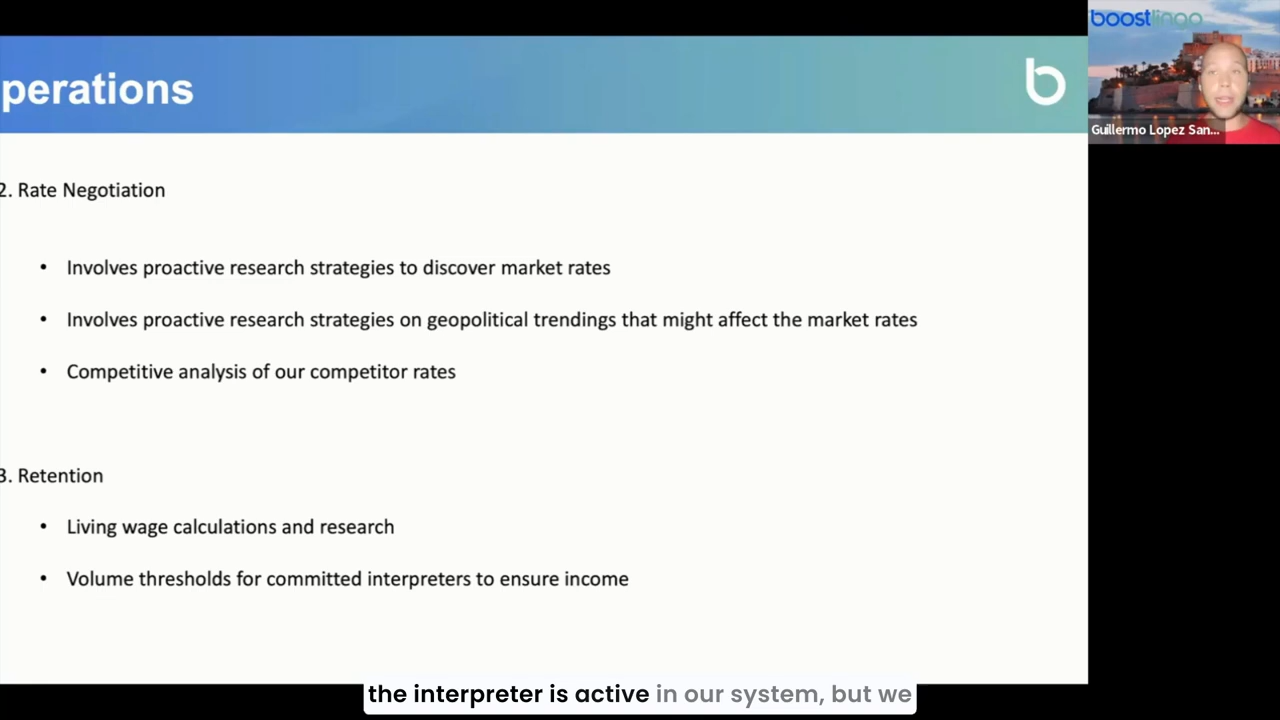 perations
b
boostlingo
Guillermo Lopez San...
2. Rate Negotiation
• Involves proactive research strategies to discover market rates
• Involves proactive research strategies on geopolitical trendings that might affect the market rates
• Competitive analysis of our competitor rates
3. Retention
• Living wage calculations and research
• Volume thresholds for committed interpreters to ensure income
the interpreter is active in our system, but we